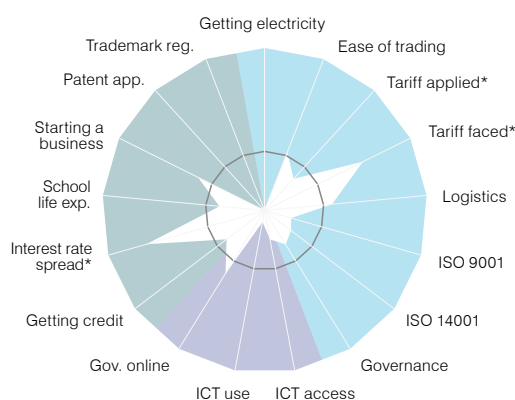 Getting electricity
Trademark reg.
Ease of trading
Patent app.
Tariff applied*
Starting a
business
Tariff faced*
School
life exp.
Logistics
Interest rate
spread*
ISO 9001
Getting credit
ISO 14001
Gov. online
Governance
ICT use
ICT access